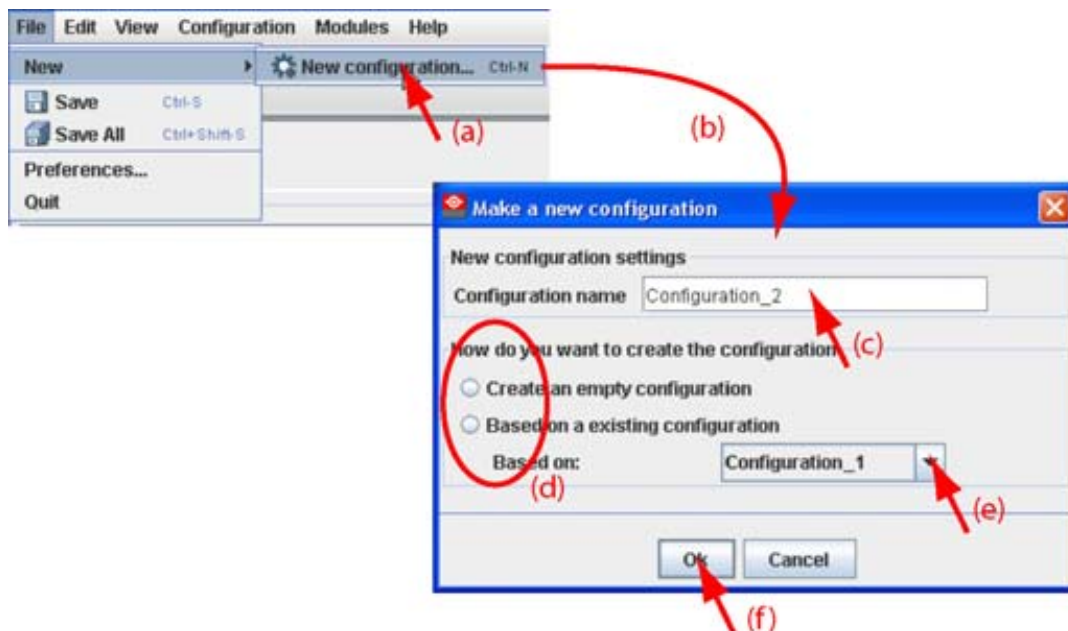 File Edit View Configuration Modules Help
New New configuration... Ctrl-N
Save Ctrl-S
(a)
(b)
Save All Ctrl+Shift-S
Preferences...
Quit
Make a new configuration
New configuration settings
Configuration name Configuration_2
(c)
How do you want to create the configuration
Create an empty configuration
Based on a existing configuration
Based on: Configuration_1
(d)
(e)
Ok Cancel
(f)